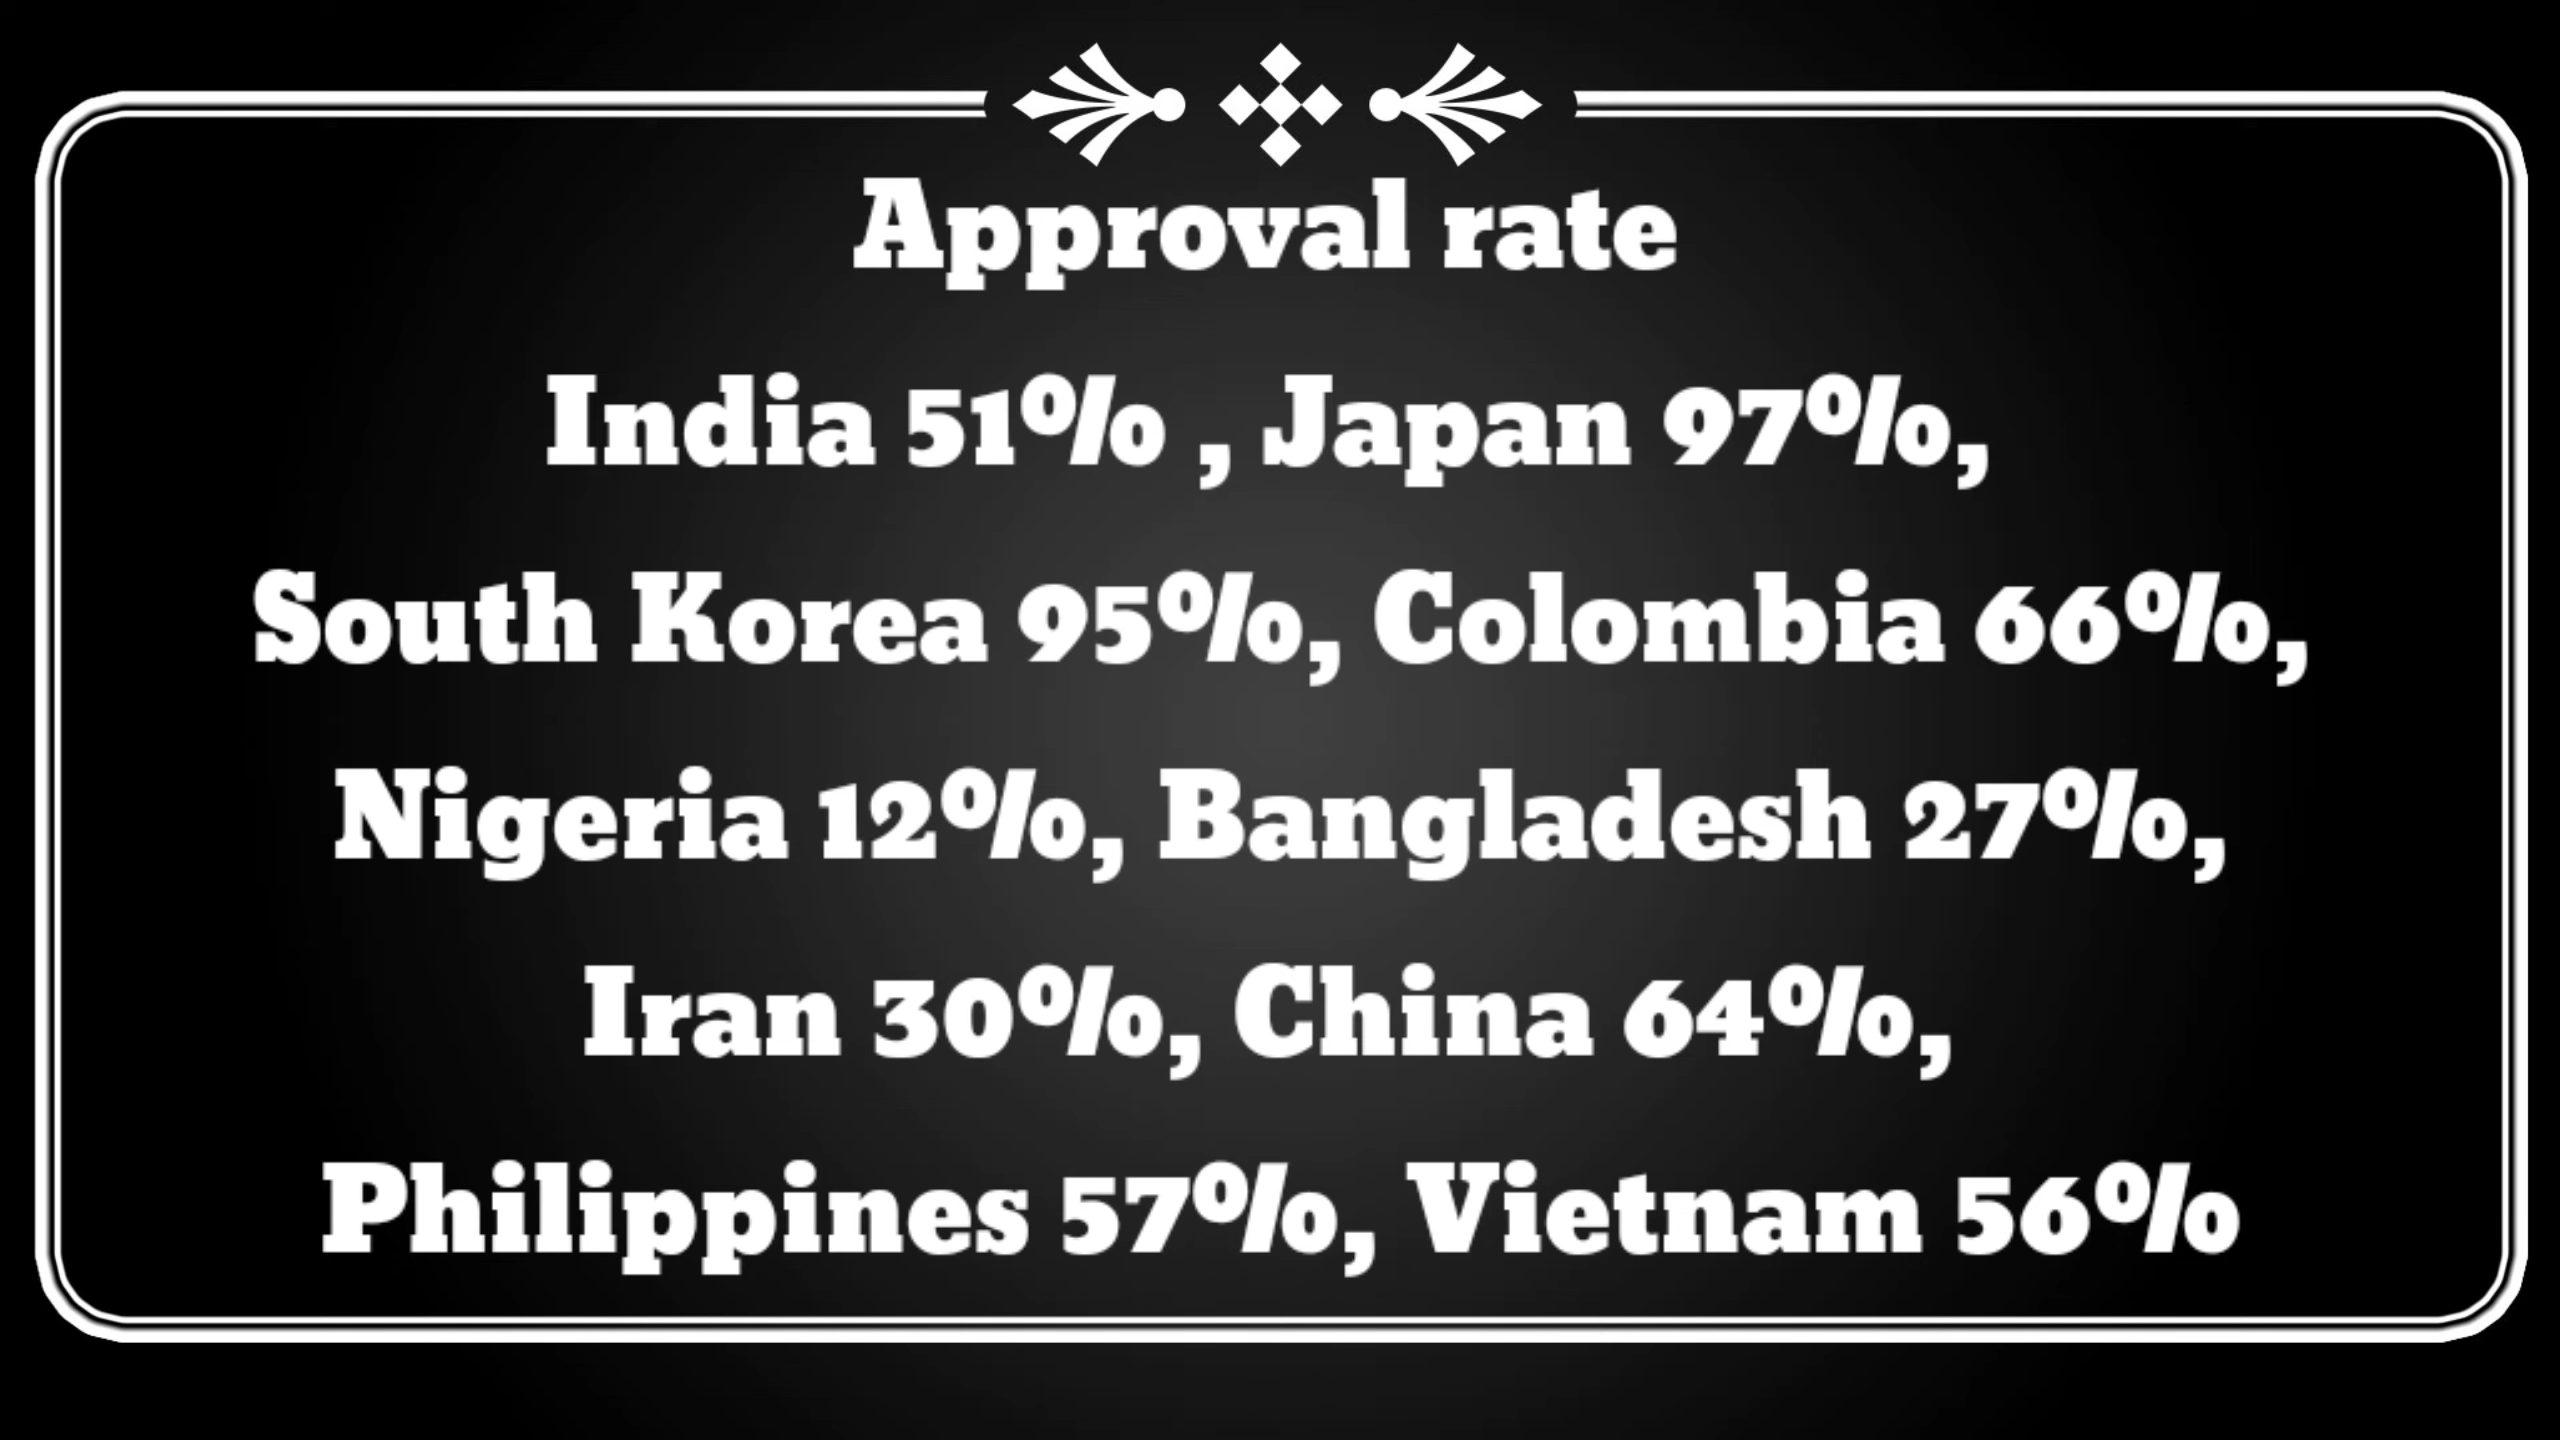 Approval rate
India 51% , Japan 97%,
South Korea 95%, Colombia 66%,
Nigeria 12%, Bangladesh 27%,
Iran 30%, China 64%,
Philippines 57%, Vietnam 56%